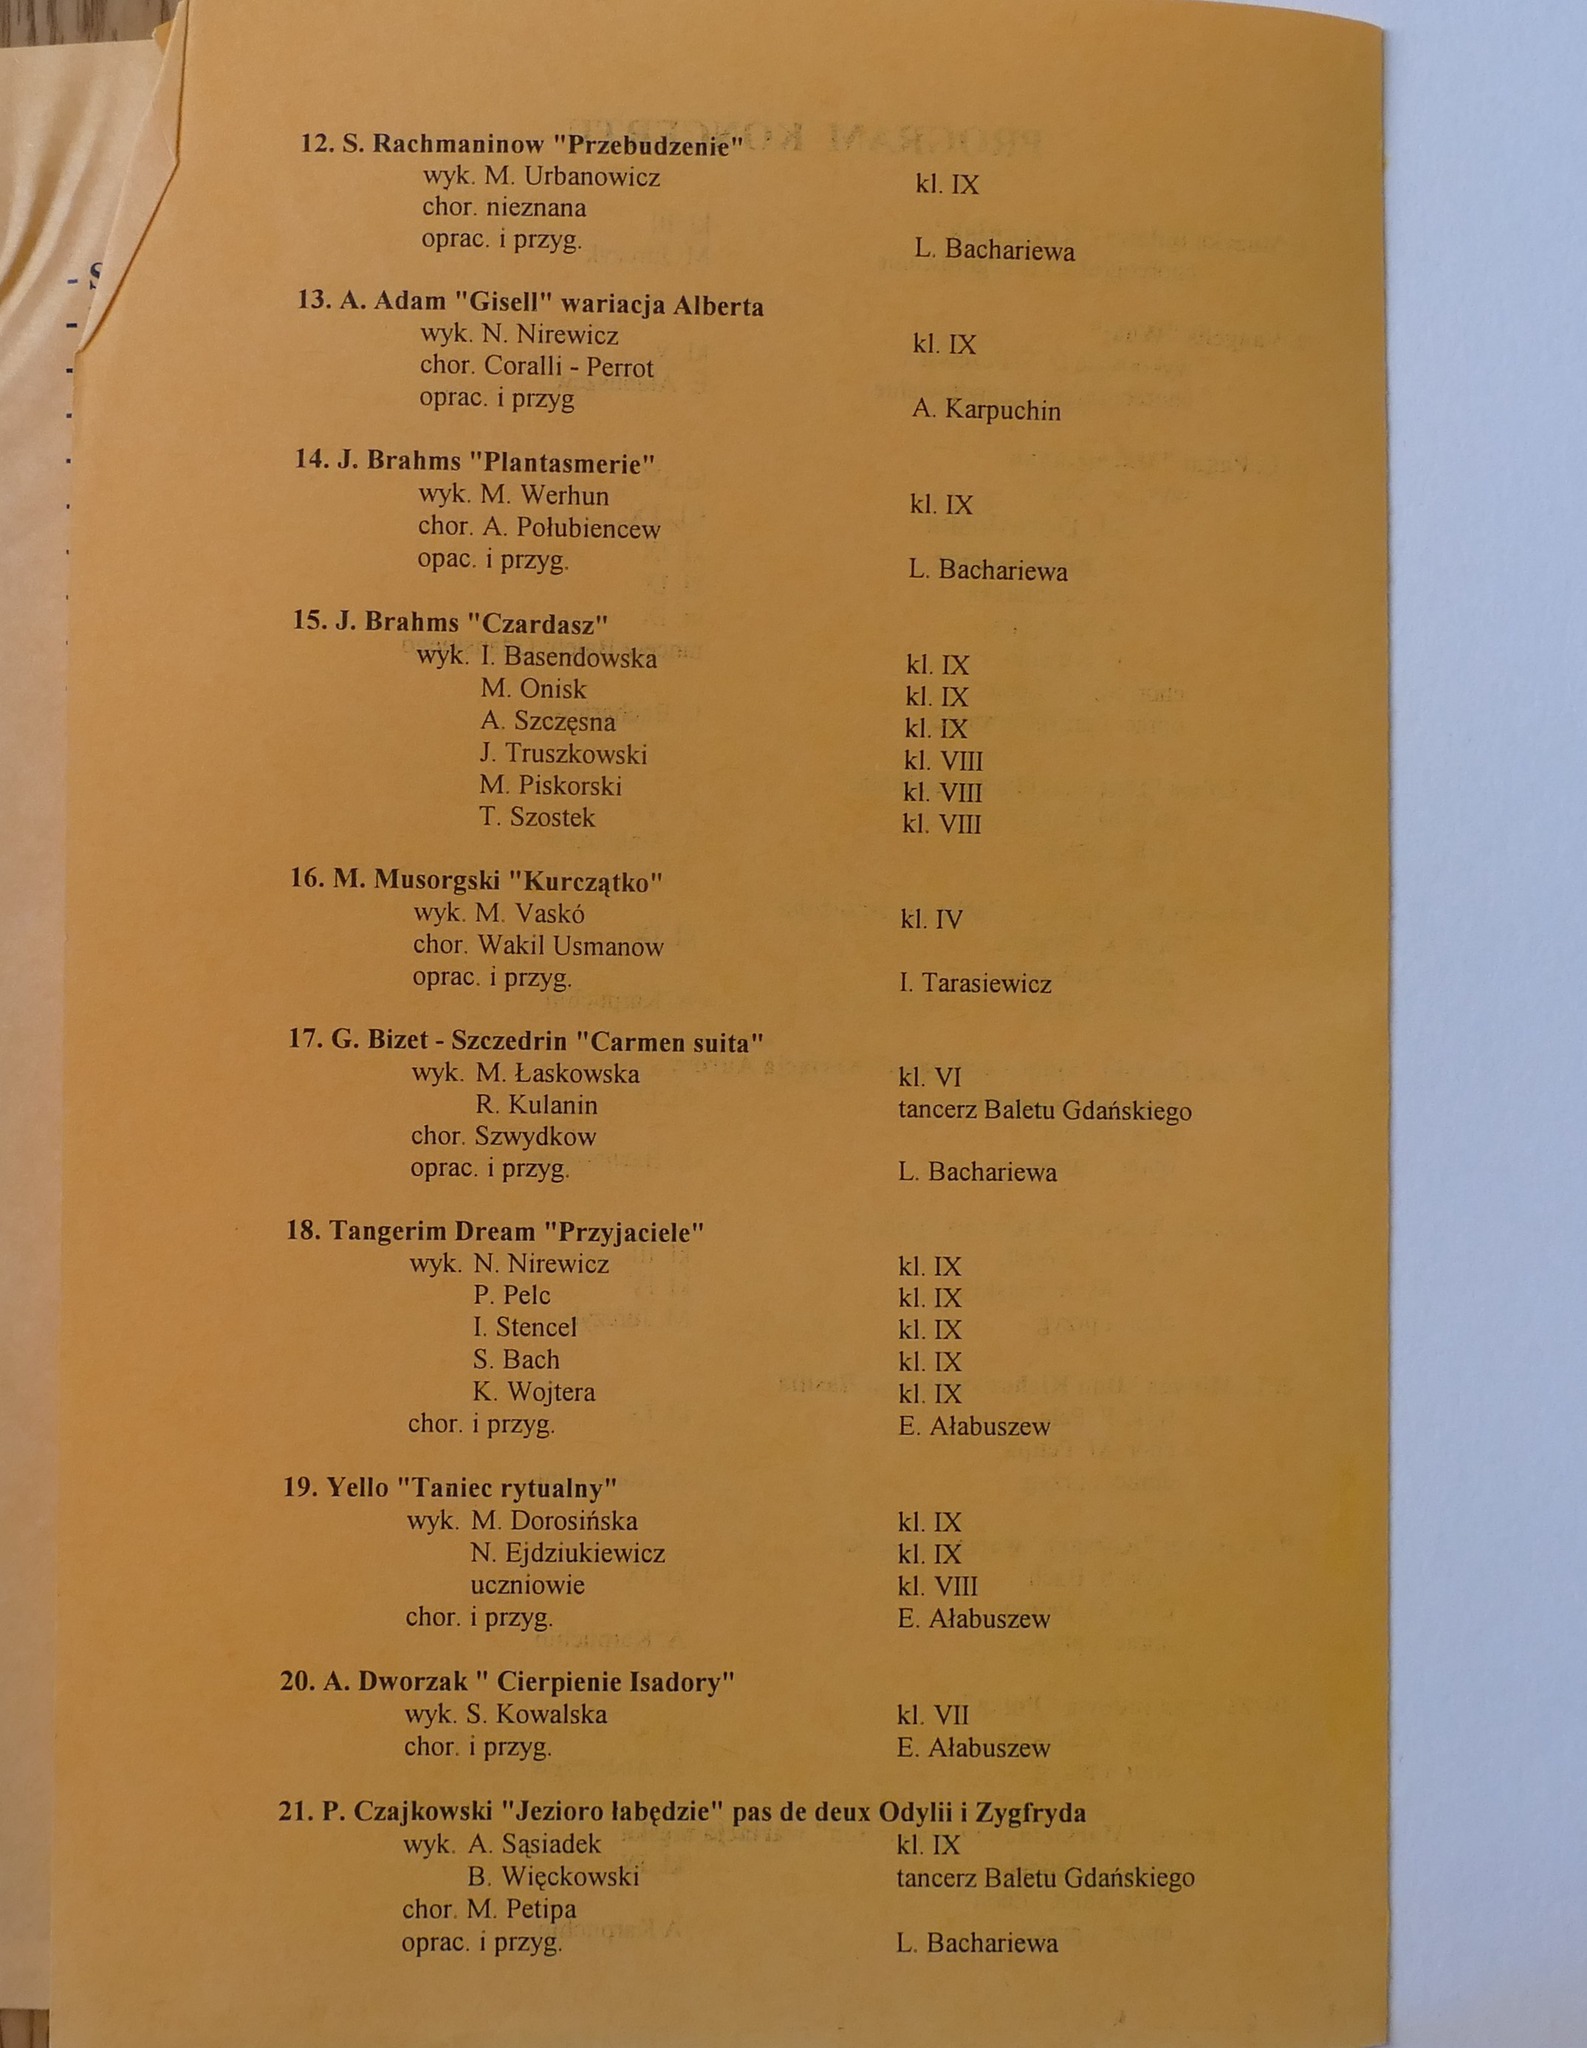 12. S. Rachmaninow "Przebudzenie"
wyk. M. Urbanowicz kl. IX
chor. nieznana
oprac. i przyg. L. Bachariewa
13. A. Adam "Gisell" wariacja Alberta
wyk. N. Nirewicz kl. IX
chor. Coralli - Perrot
oprac. i przyg A. Karpuchin
14. J. Brahms "Plantasmerie"
wyk. M. Werhun kl. IX
chor. A. Połubiencew
opac. i przyg. L. Bachariewa
15. J. Brahms "Czardasz"
wyk. I. Basendowska kl. IX
M. Onisk kl. IX
A. Szczęsna kl. IX
J. Truszkowski kl. VIII
M. Piskorski kl. VIII
T. Szostek kl. VIII
16. M. Musorgski "Kurczątko"
wyk. M. Vaskó kl. IV
chor. Wakil Usmanow
oprac. i przyg. I. Tarasiewicz
17. G. Bizet - Szczedrin "Carmen suita"
wyk. M. Łaskowska kl. VI
R. Kulanin tancerz Baletu Gdańskiego
chor. Szwydkow
oprac. i przyg. L. Bachariewa
18. Tangerim Dream "Przyjaciele"
wyk. N. Nirewicz kl. IX
P. Pelc kl. IX
I. Stencel kl. IX
S. Bach kl. IX
K. Wojtera kl. IX
chor. i przyg. E. Ałabuszew
19. Yello "Taniec rytualny"
wyk. M. Dorosińska kl. IX
N. Ejdziukiewicz kl. IX
uczniowie kl. VIII
chor. i przyg. E. Ałabuszew
20. A. Dworzak " Cierpienie Isadory"
wyk. S. Kowalska kl. VII
chor. i przyg. E. Ałabuszew
21. P. Czajkowski "Jezioro łabędzie" pas de deux Odylii i Zygfryda
wyk. A. Sąsiadek kl. IX
B. Więckowski tancerz Baletu Gdańskiego
chor. M. Petipa
oprac. i przyg. L. Bachariewa